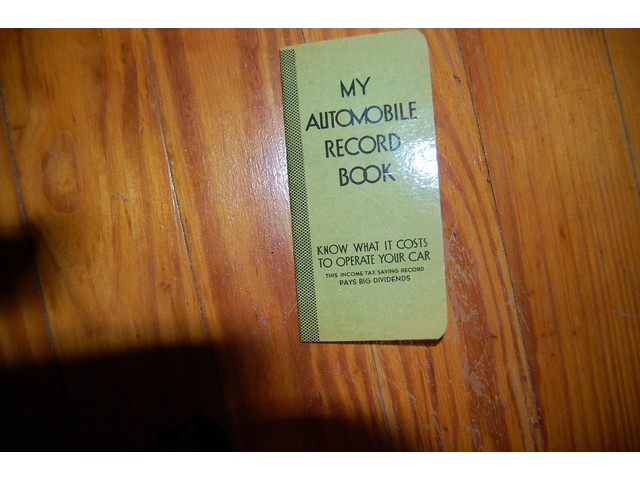 MY
AUTOMOBILE
RECORD
BOOK
KNOW WHAT IT COSTS
TO OPERATE YOUR CAR
THIS INCOME TAX SAVING RECORD
PAYS BIG DIVIDENDS